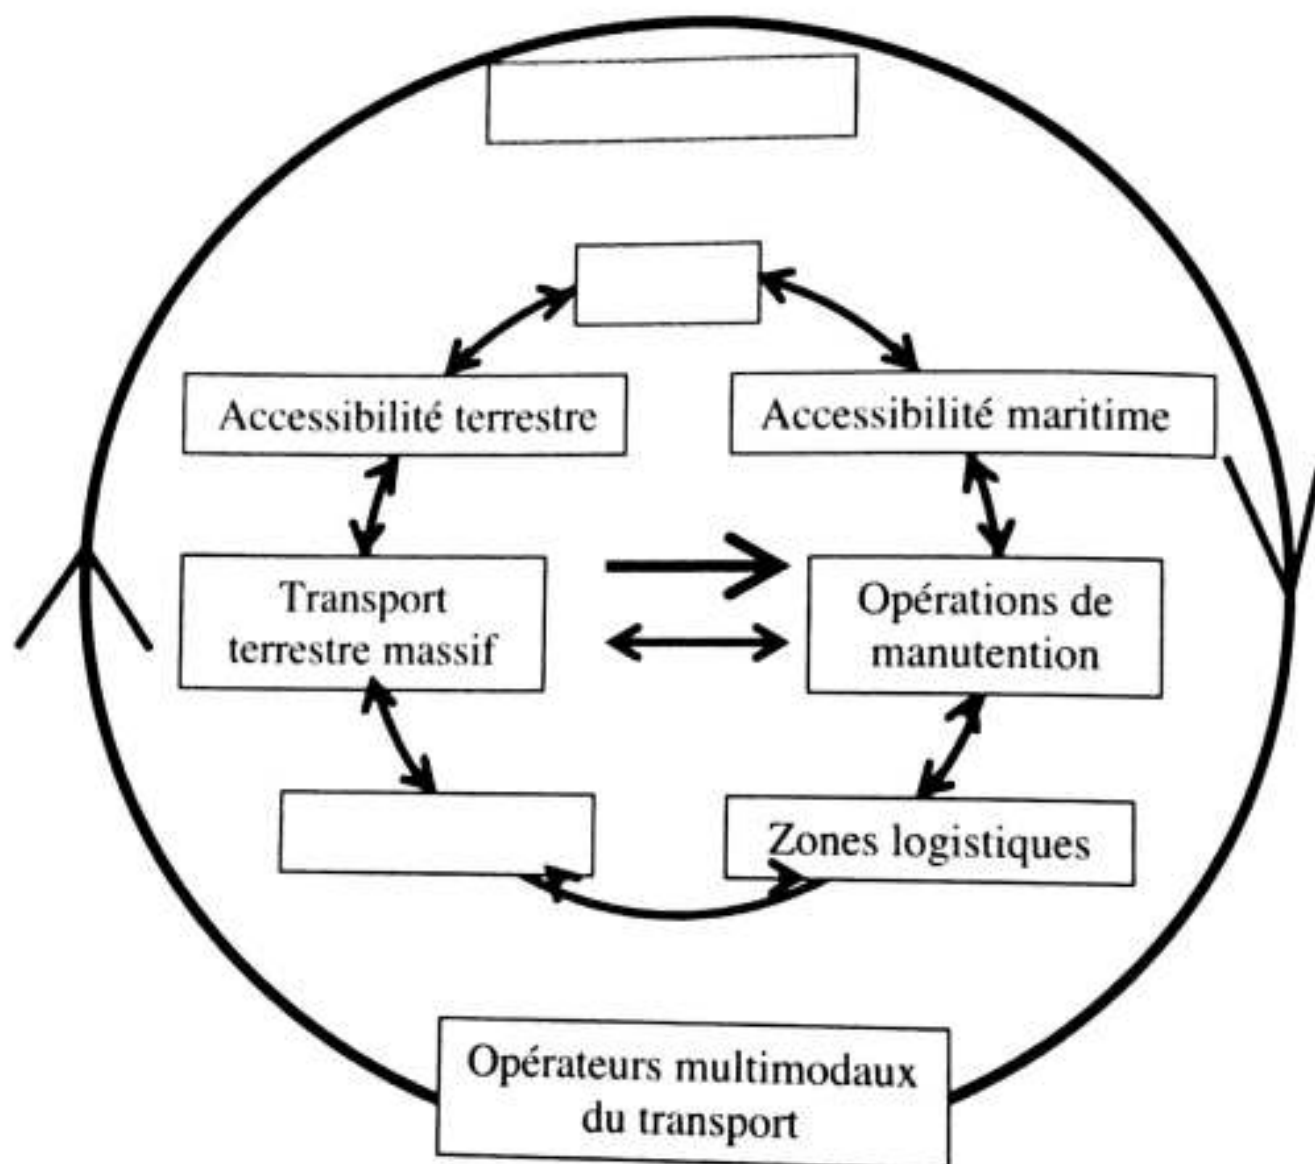 Accessibilité terrestre
Accessibilité maritime
Transport
terrestre massif
Opérations de
manutention
Zones logistiques
Opérateurs multimodaux
du transport